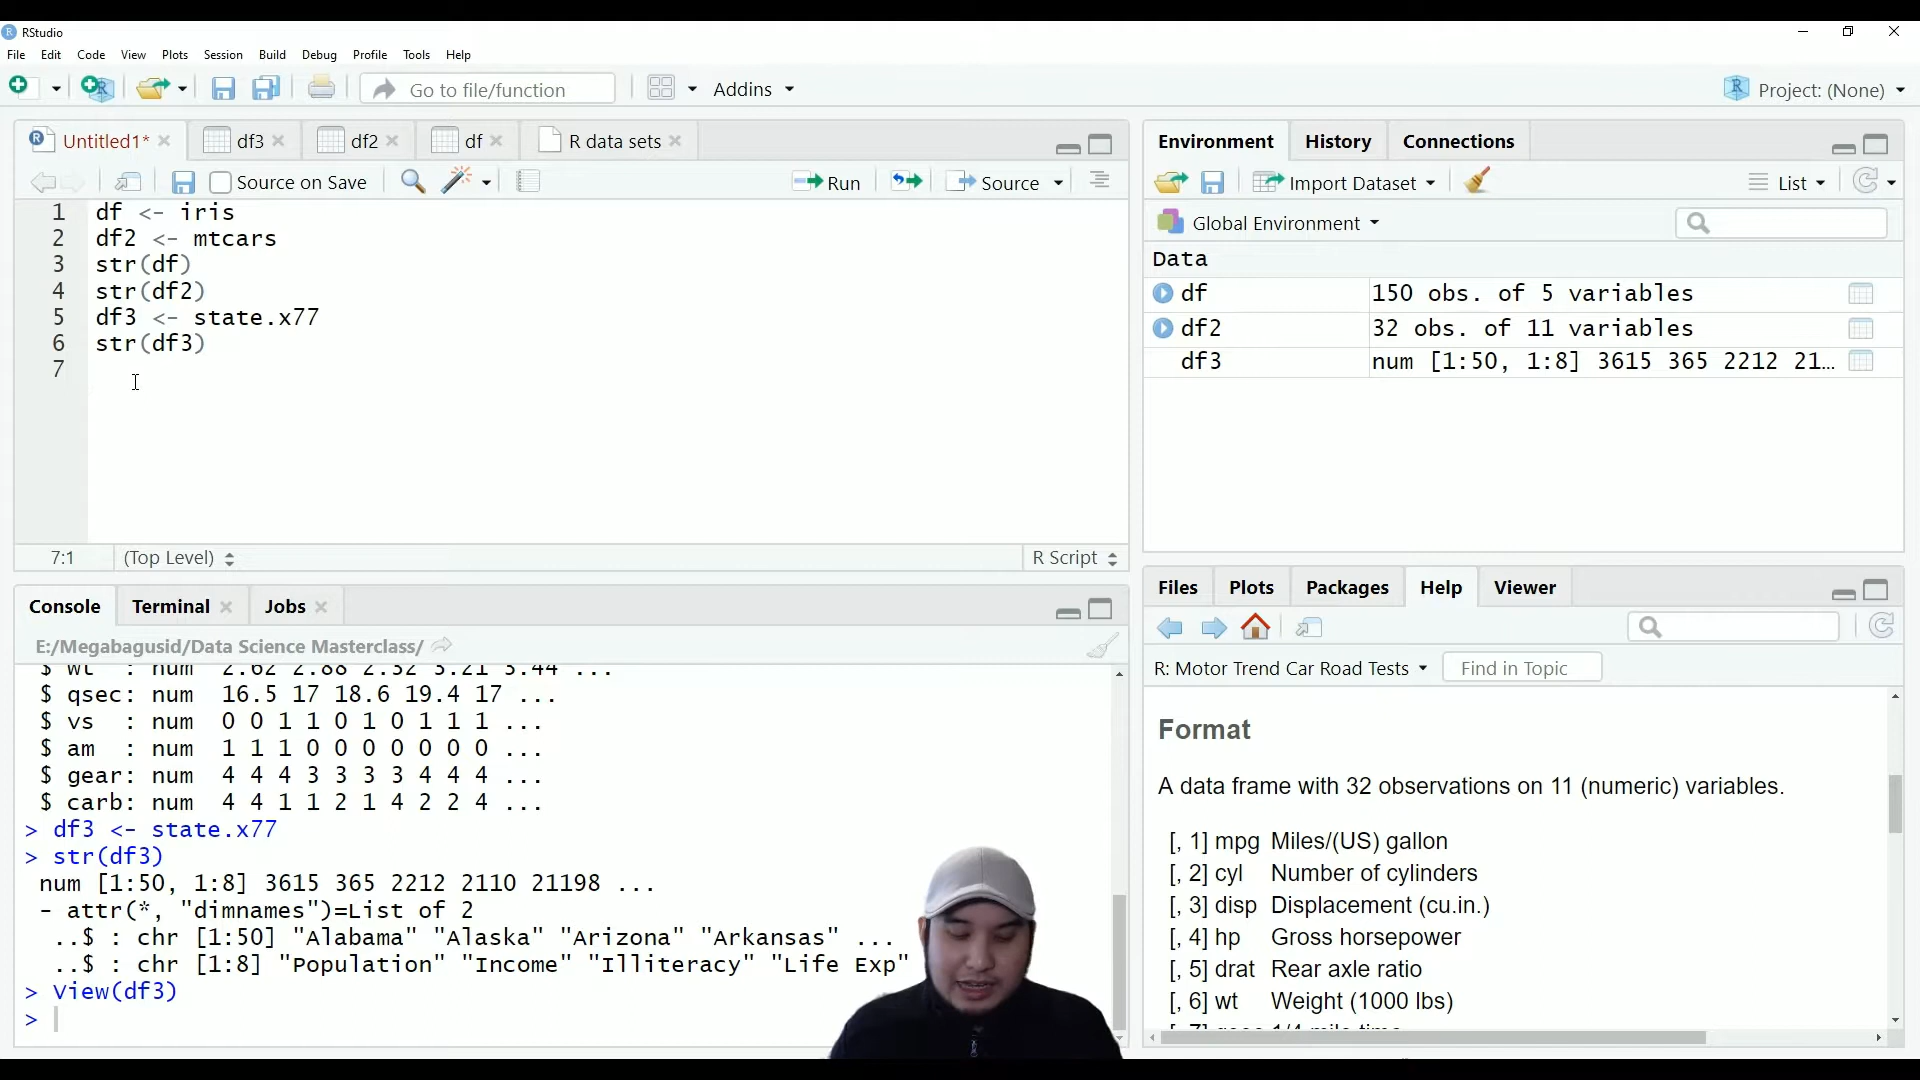 RStudio
File Edit Code View Plots Session Build Debug Profile Tools Help
Go to file/function Addins Project: (None)
Untitled1* df3 df2 df R data sets
Source on Save Run Source
1 df <- iris
2 df2 <- mtcars
3 str(df)
4 str(df2)
5 df3 <- state.x77
6 str(df3)
7
7:1 (Top Level) R Script
Console Terminal Jobs
E:/Megabagusid/Data Science Masterclass/
$ wt : num 2.62 2.88 2.32 3.21 3.44 ...
$ qsec: num 16.5 17 18.6 19.4 17 ...
$ vs : num 0 0 1 1 0 1 0 1 1 1 ...
$ am : num 1 1 1 0 0 0 0 0 0 0 ...
$ gear: num 4 4 4 3 3 3 3 4 4 4 ...
$ carb: num 4 4 1 1 2 1 4 2 2 4 ...
> df3 <- state.x77
> str(df3)
num [1:50, 1:8] 3615 365 2212 2110 21198 ...
- attr(*, "dimnames")=List of 2
..$ : chr [1:50] "Alabama" "Alaska" "Arizona" "Arkansas" ...
..$ : chr [1:8] "Population" "Income" "Illiteracy" "Life Exp"
> View(df3)
>
Environment History Connections
Import Dataset List
Global Environment
Data
df 150 obs. of 5 variables
df2 32 obs. of 11 variables
df3 num [1:50, 1:8] 3615 365 2212 21...
Files Plots Packages Help Viewer
R: Motor Trend Car Road Tests Find in Topic
Format
A data frame with 32 observations on 11 (numeric) variables.
[, 1] mpg Miles/(US) gallon
[, 2] cyl Number of cylinders
[, 3] disp Displacement (cu.in.)
[, 4] hp Gross horsepower
[, 5] drat Rear axle ratio
[, 6] wt Weight (1000 lbs)